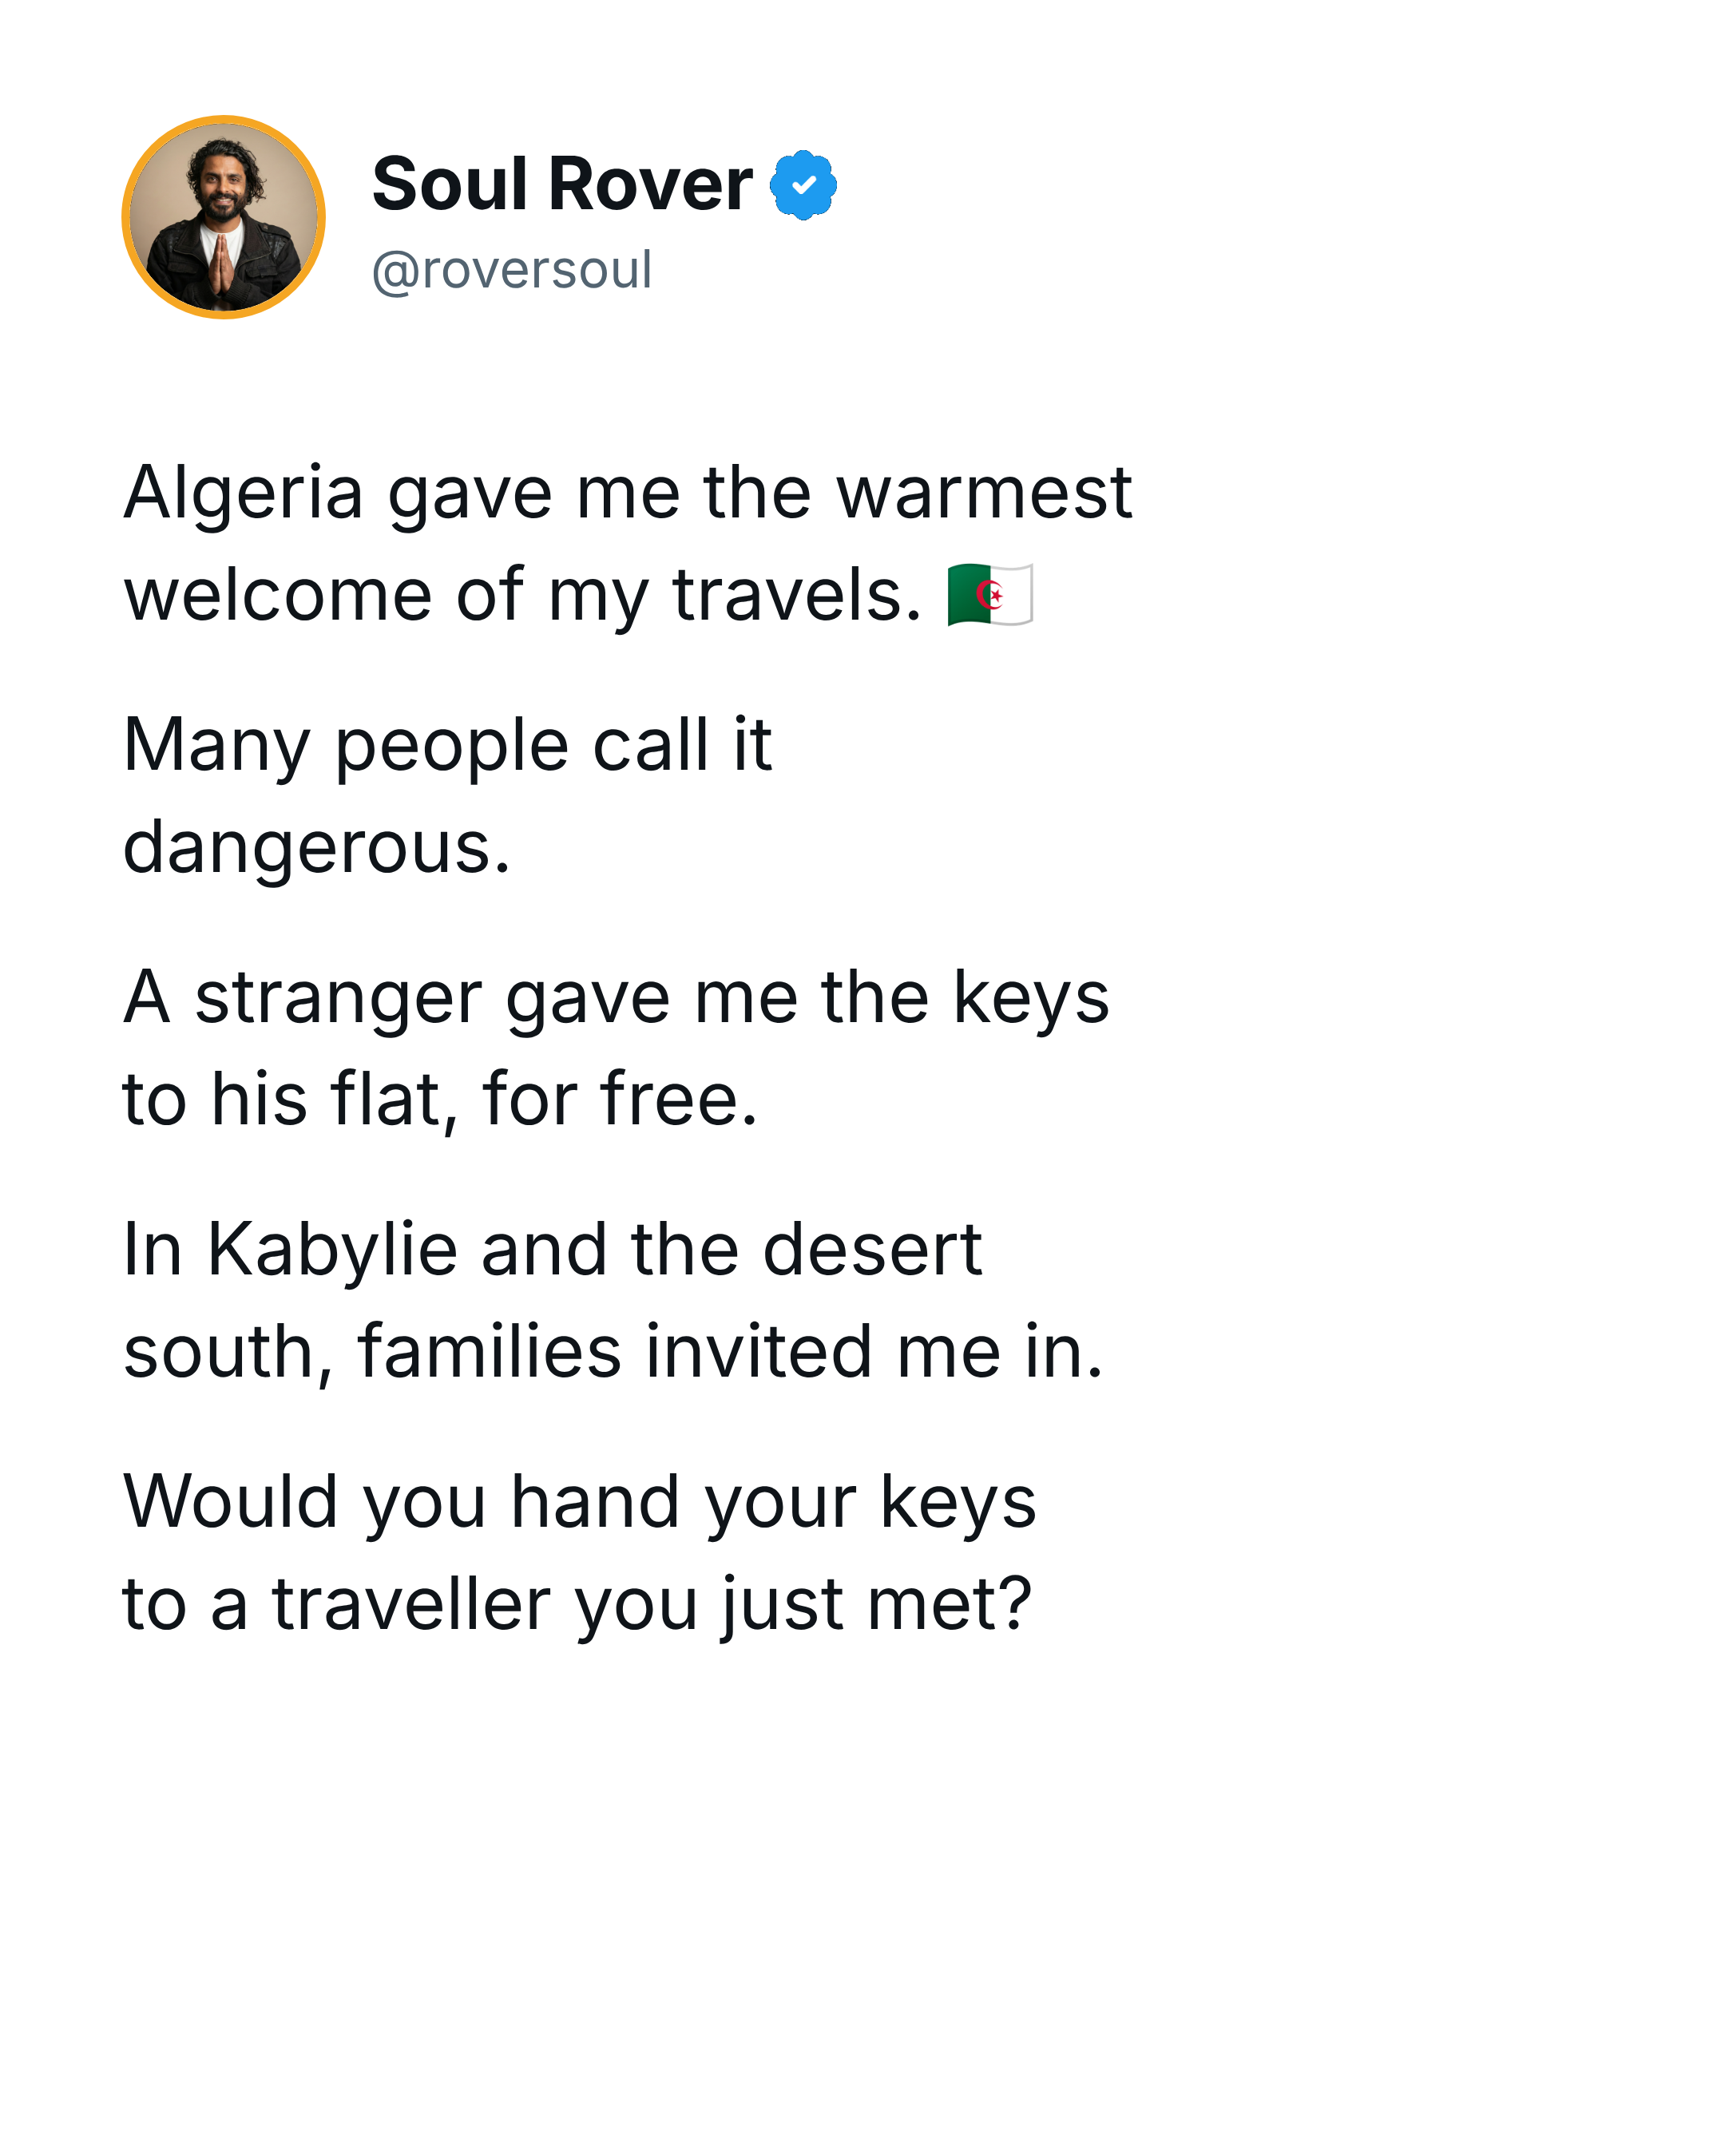 Soul Rover
@roversoul
Algeria gave me the warmest
welcome of my travels. 🇩🇿
Many people call it
dangerous.
A stranger gave me the keys
to his flat, for free.
In Kabylie and the desert
south, families invited me in.
Would you hand your keys
to a traveller you just met?